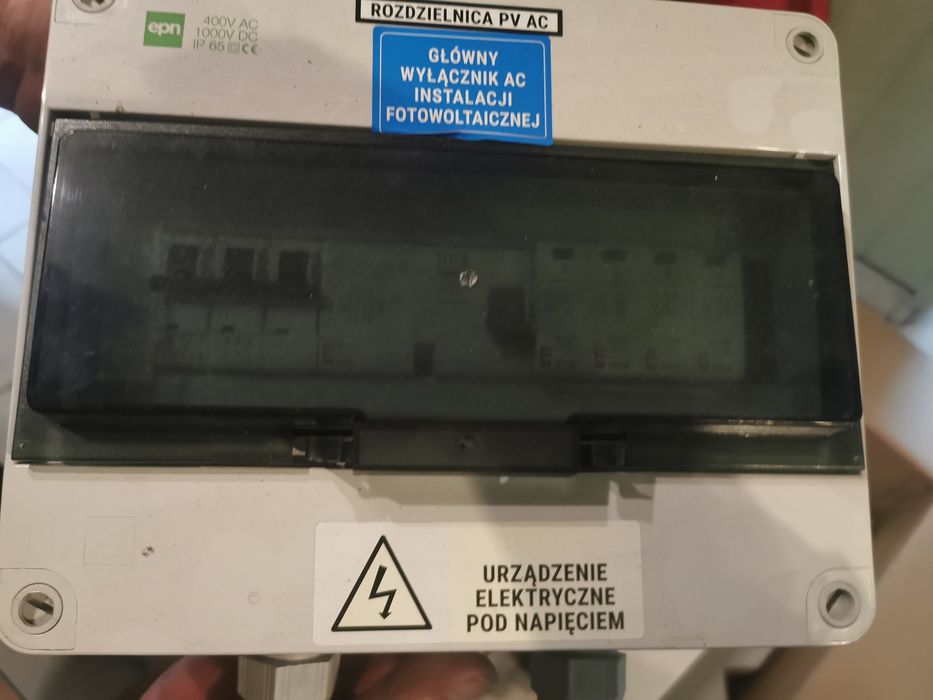 ROZDZIELNICA PV AC
epn
400V AC
1000V DC
IP 65 CE
GŁÓWNY
WYŁĄCZNIK AC
INSTALACJI
FOTOWOLTAICZNEJ
URZĄDZENIE
ELEKTRYCZNE
POD NAPIĘCIEM